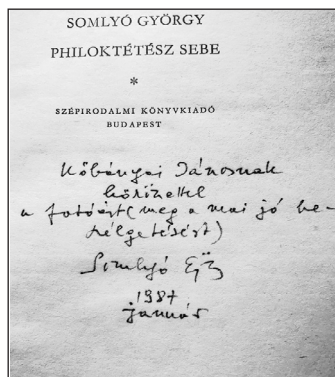 SOMLYÓ GYÖRGY
PHILOKTÉTÉSZ SEBE
*
SZÉPIRODALMI KÖNYVKIADÓ
BUDAPEST
Kőbányai Jánosnak
a fotóért (meg a mai jó be-
szélgetésért)
Somlyó Gy
1984
január